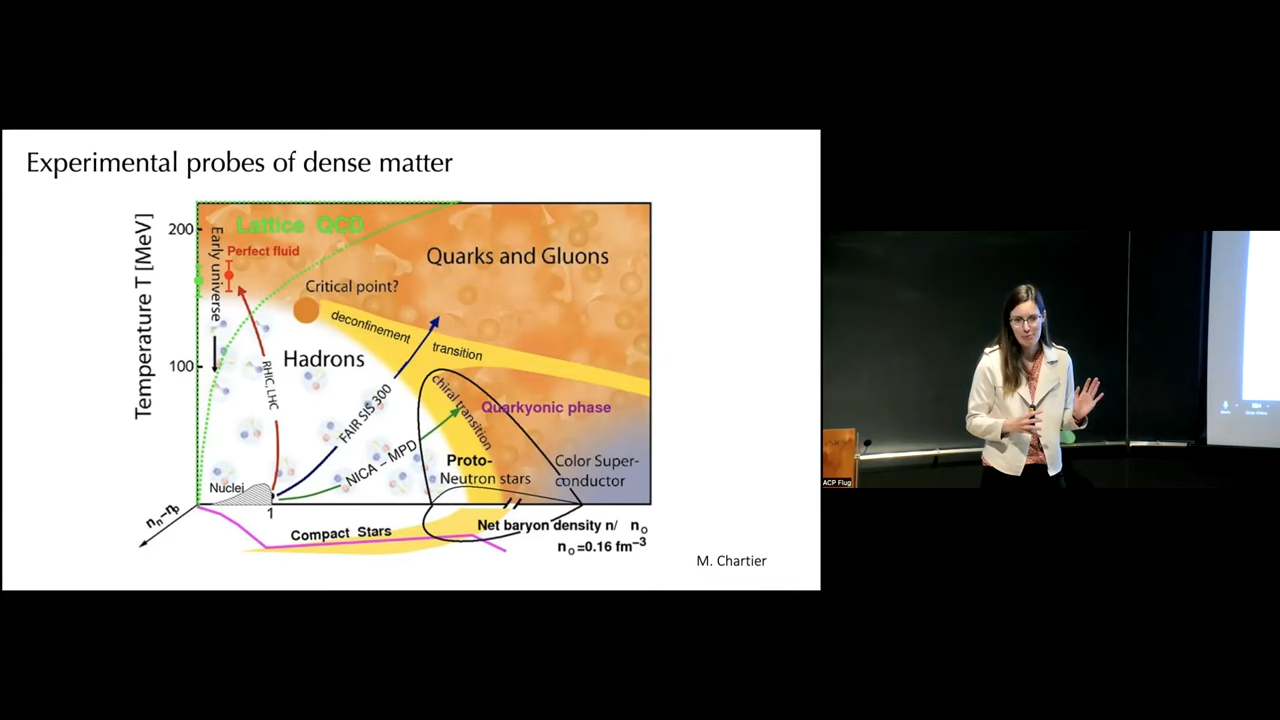 Experimental probes of dense matter
Temperature T [MeV]
200
100
Lattice QCD
Early universe
Perfect fluid
Critical point?
Quarks and Gluons
deconfinement transition
Hadrons
RHIC, LHC
FAIR SIS 300
NICA – MPD
chiral transition
Quarkyonic phase
Proto-
Neutron stars
Color Super-
conductor
Nuclei
1
nn–np
Compact Stars
Net baryon density n/ no
no=0.16 fm–3
M. Chartier
ACP Flug